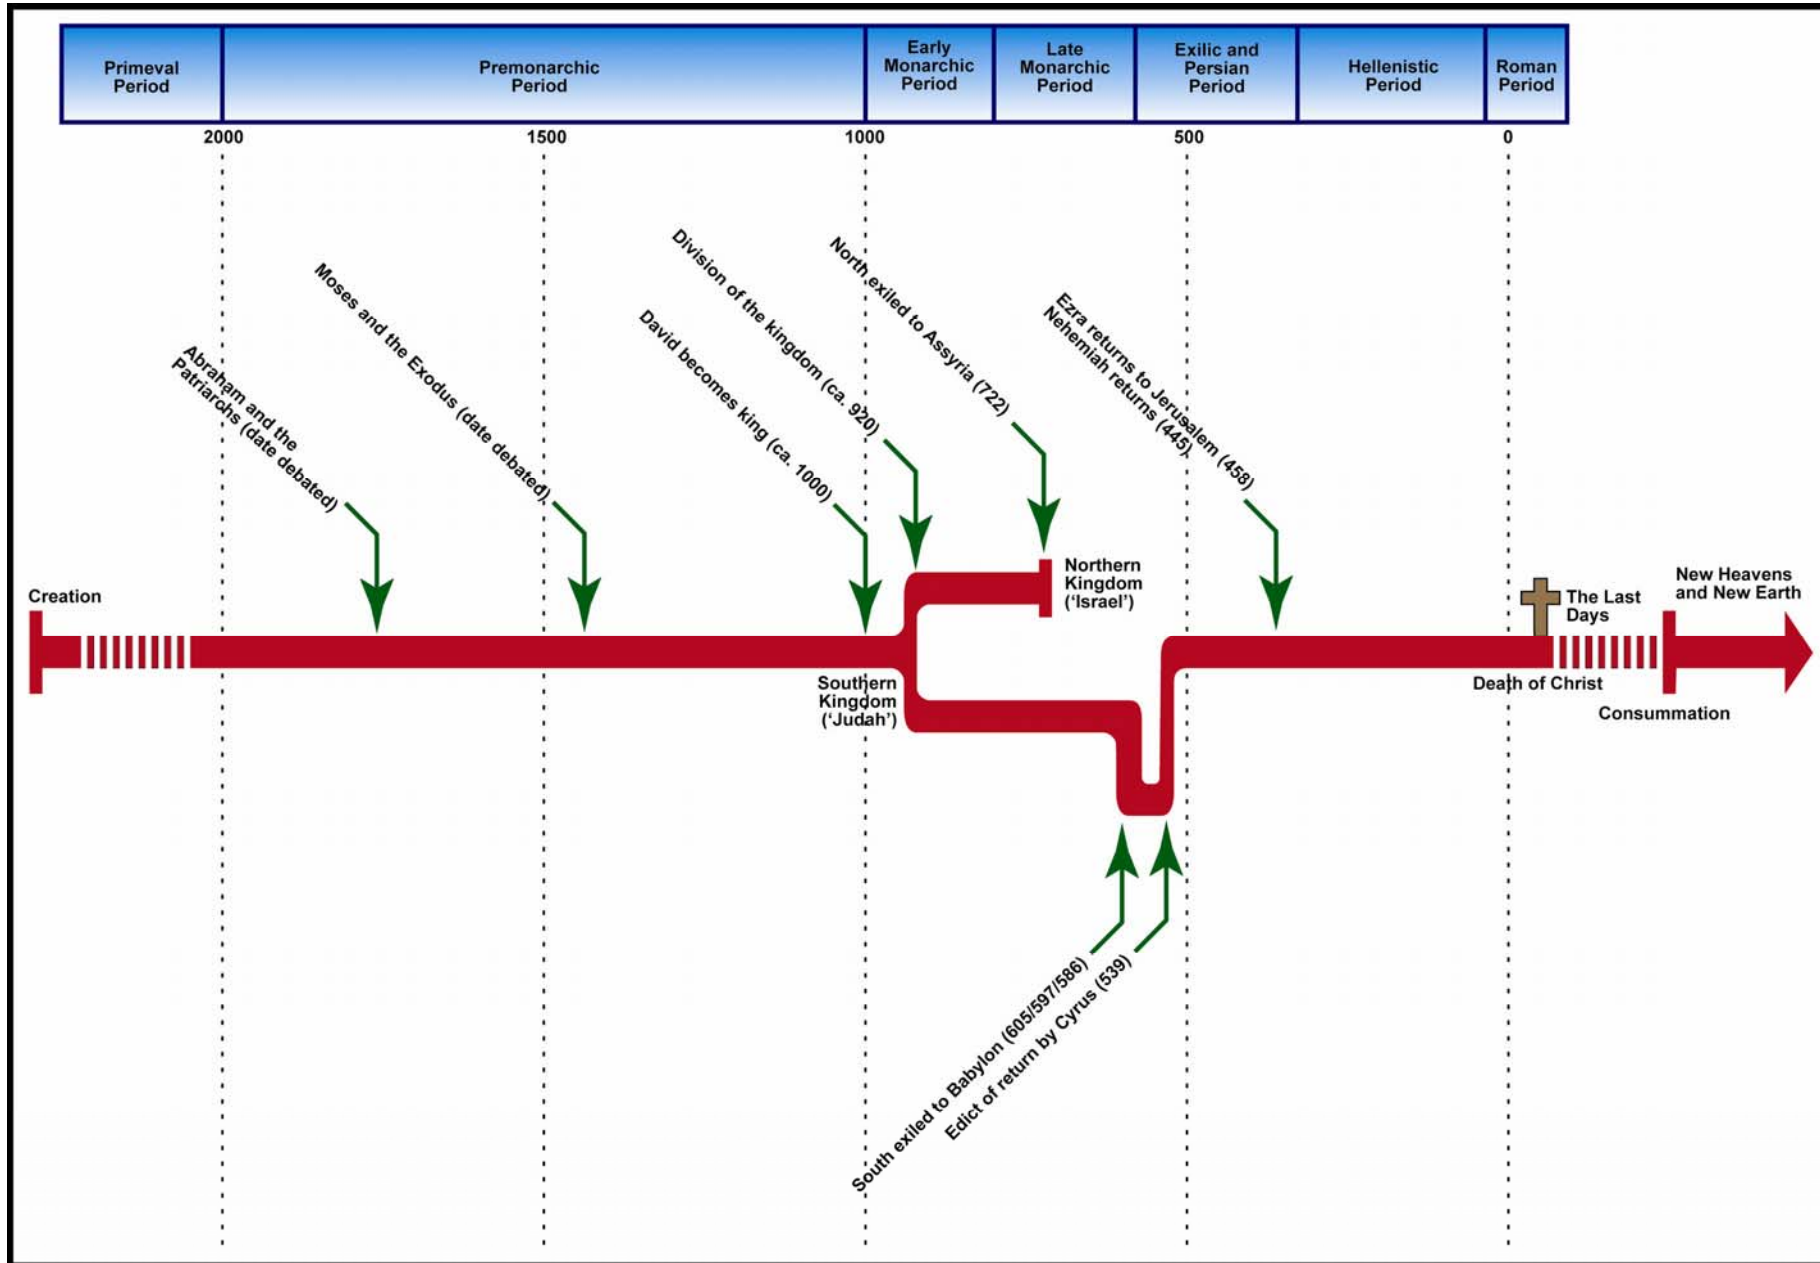 Primeval
Period
Premonarchic
Period
Early
Monarchic
Period
Late
Monarchic
Period
Exilic and
Persian
Period
Hellenistic
Period
Roman
Period
2000
1500
1000
500
0
Abraham and the
Patriarchs (date debated)
Moses and the Exodus (date debated)
David becomes king (ca. 1000)
Division of the kingdom (ca. 920)
North exiled to Assyria (722)
Ezra returns to Jerusalem (458)
Nehemiah returns (445)
Creation
Northern
Kingdom
(‘Israel’)
Southern
Kingdom
(‘Judah’)
The Last
Days
New Heavens
and New Earth
Death of Christ
Consummation
South exiled to Babylon (605/597/586)
Edict of return by Cyrus (539)